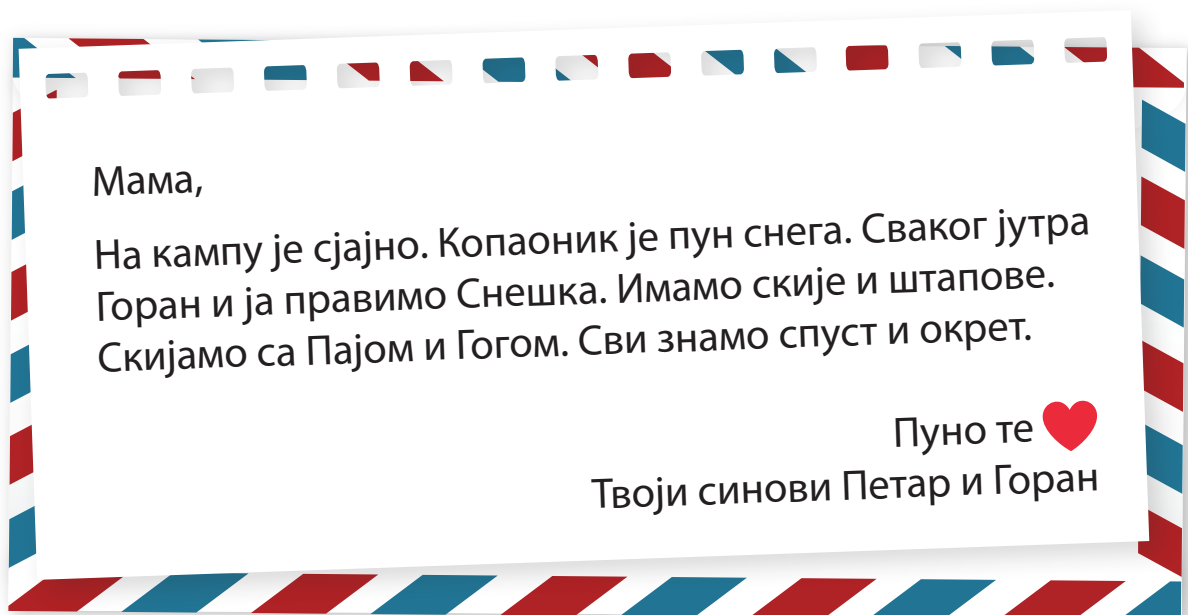 Мама,
На кампу је сјајно. Копаоник је пун снега. Сваког јутра
Горан и ја правимо Снешка. Имамо скије и штапове.
Скијамо са Пајом и Гогом. Сви знамо спуст и окрет.
Пуно те
Твоји синови Петар и Горан